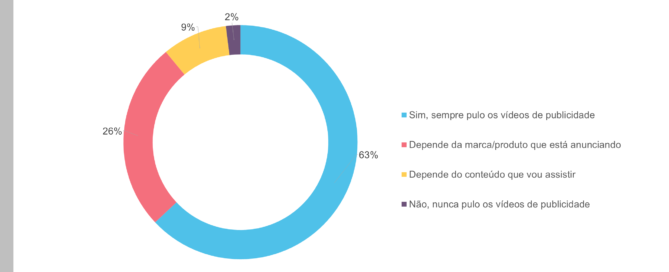 2%
9%
26%
63%
Sim, sempre pulo os vídeos de publicidade
Depende da marca/produto que está anunciando
Depende do conteúdo que vou assistir
Não, nunca pulo os vídeos de publicidade